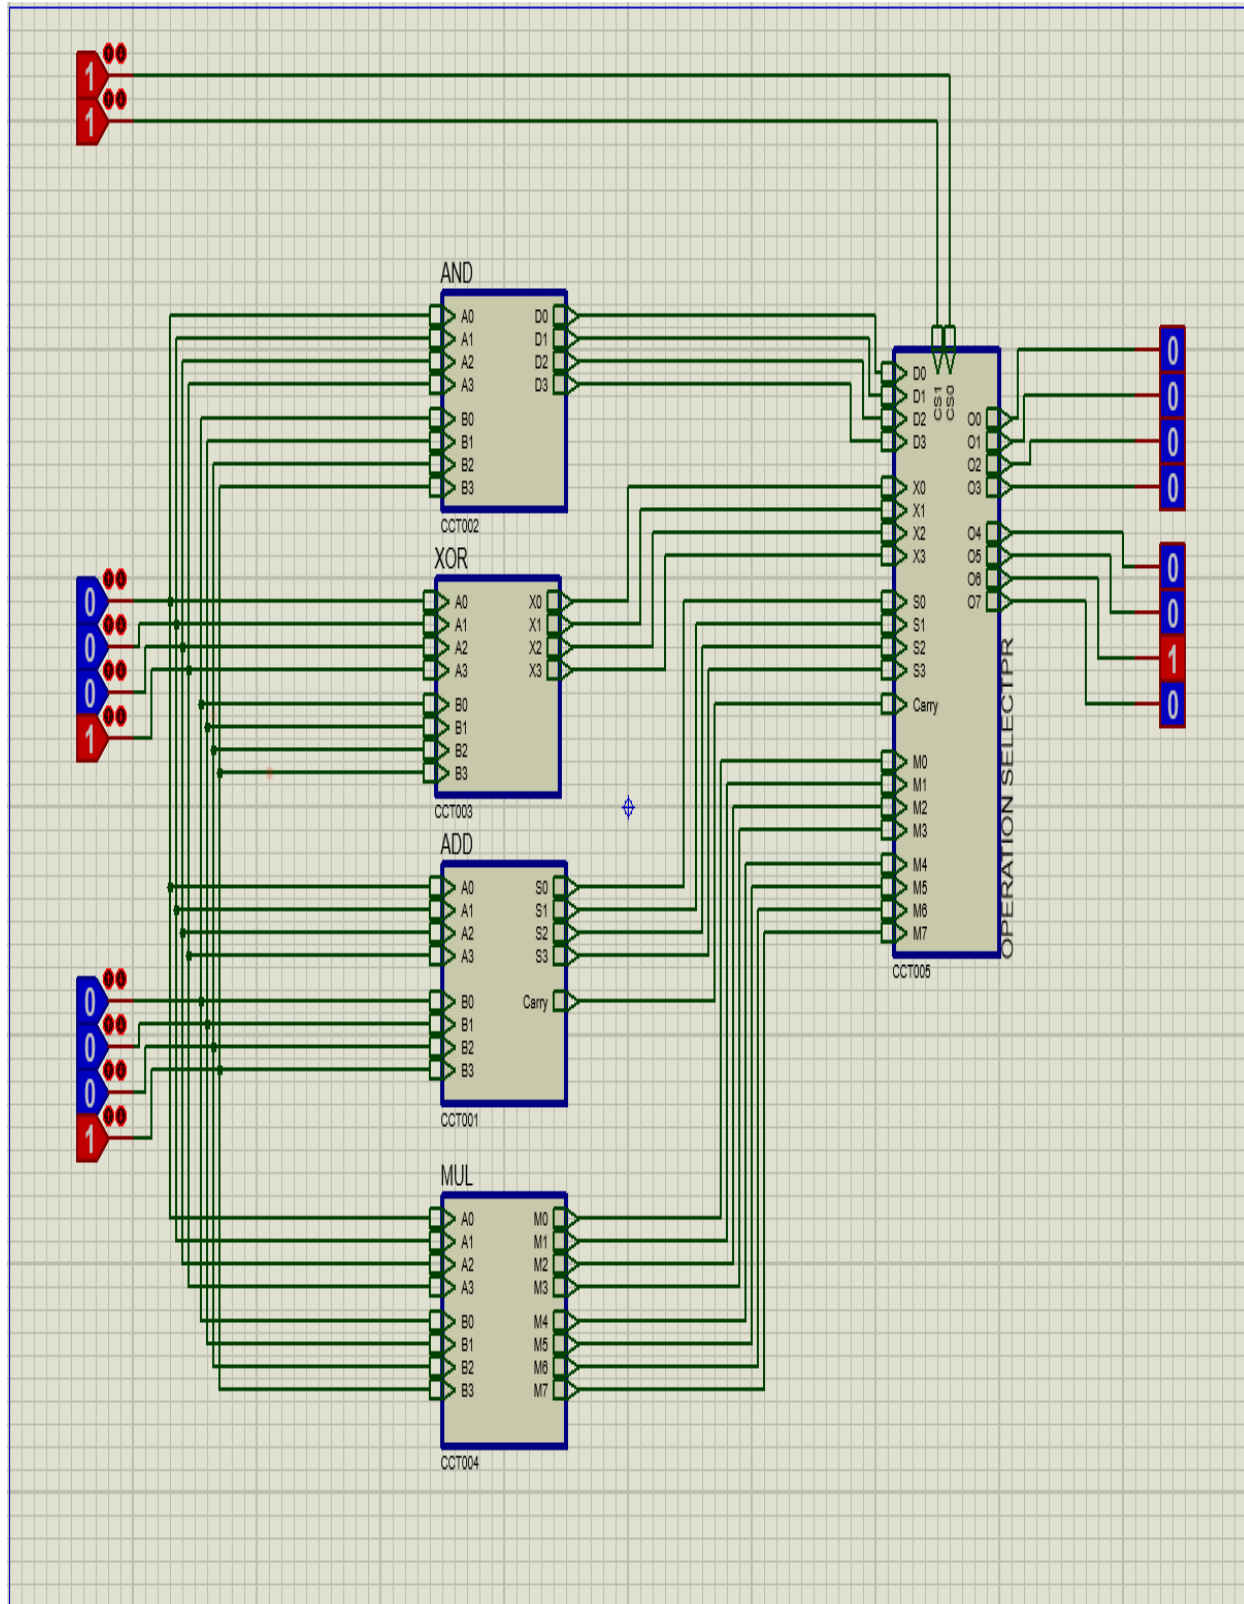 1
1
AND
A0 D0
A1 D1
A2 D2
A3 D3
B0
B1
B2
B3
CCT002
XOR
0 A0 X0
0 A1 X1
0 A2 X2
1 A3 X3
B0
B1
B2
B3
CCT003
ADD
A0 S0
A1 S1
A2 S2
A3 S3
0 B0 Carry
0 B1
0 B2
1 B3
CCT001
MUL
A0 M0
A1 M1
A2 M2
A3 M3
B0 M4
B1 M5
B2 M6
B3 M7
CCT004
CS1
CS0
D0
D1
D2
D3
X0
X1
X2
X3
S0
S1
S2
S3
Carry
M0
M1
M2
M3
M4
M5
M6
M7
CCT005
OPERATION SELECTPR
O0 0
O1 0
O2 0
O3 0
O4 0
O5 0
O6 1
O7 0